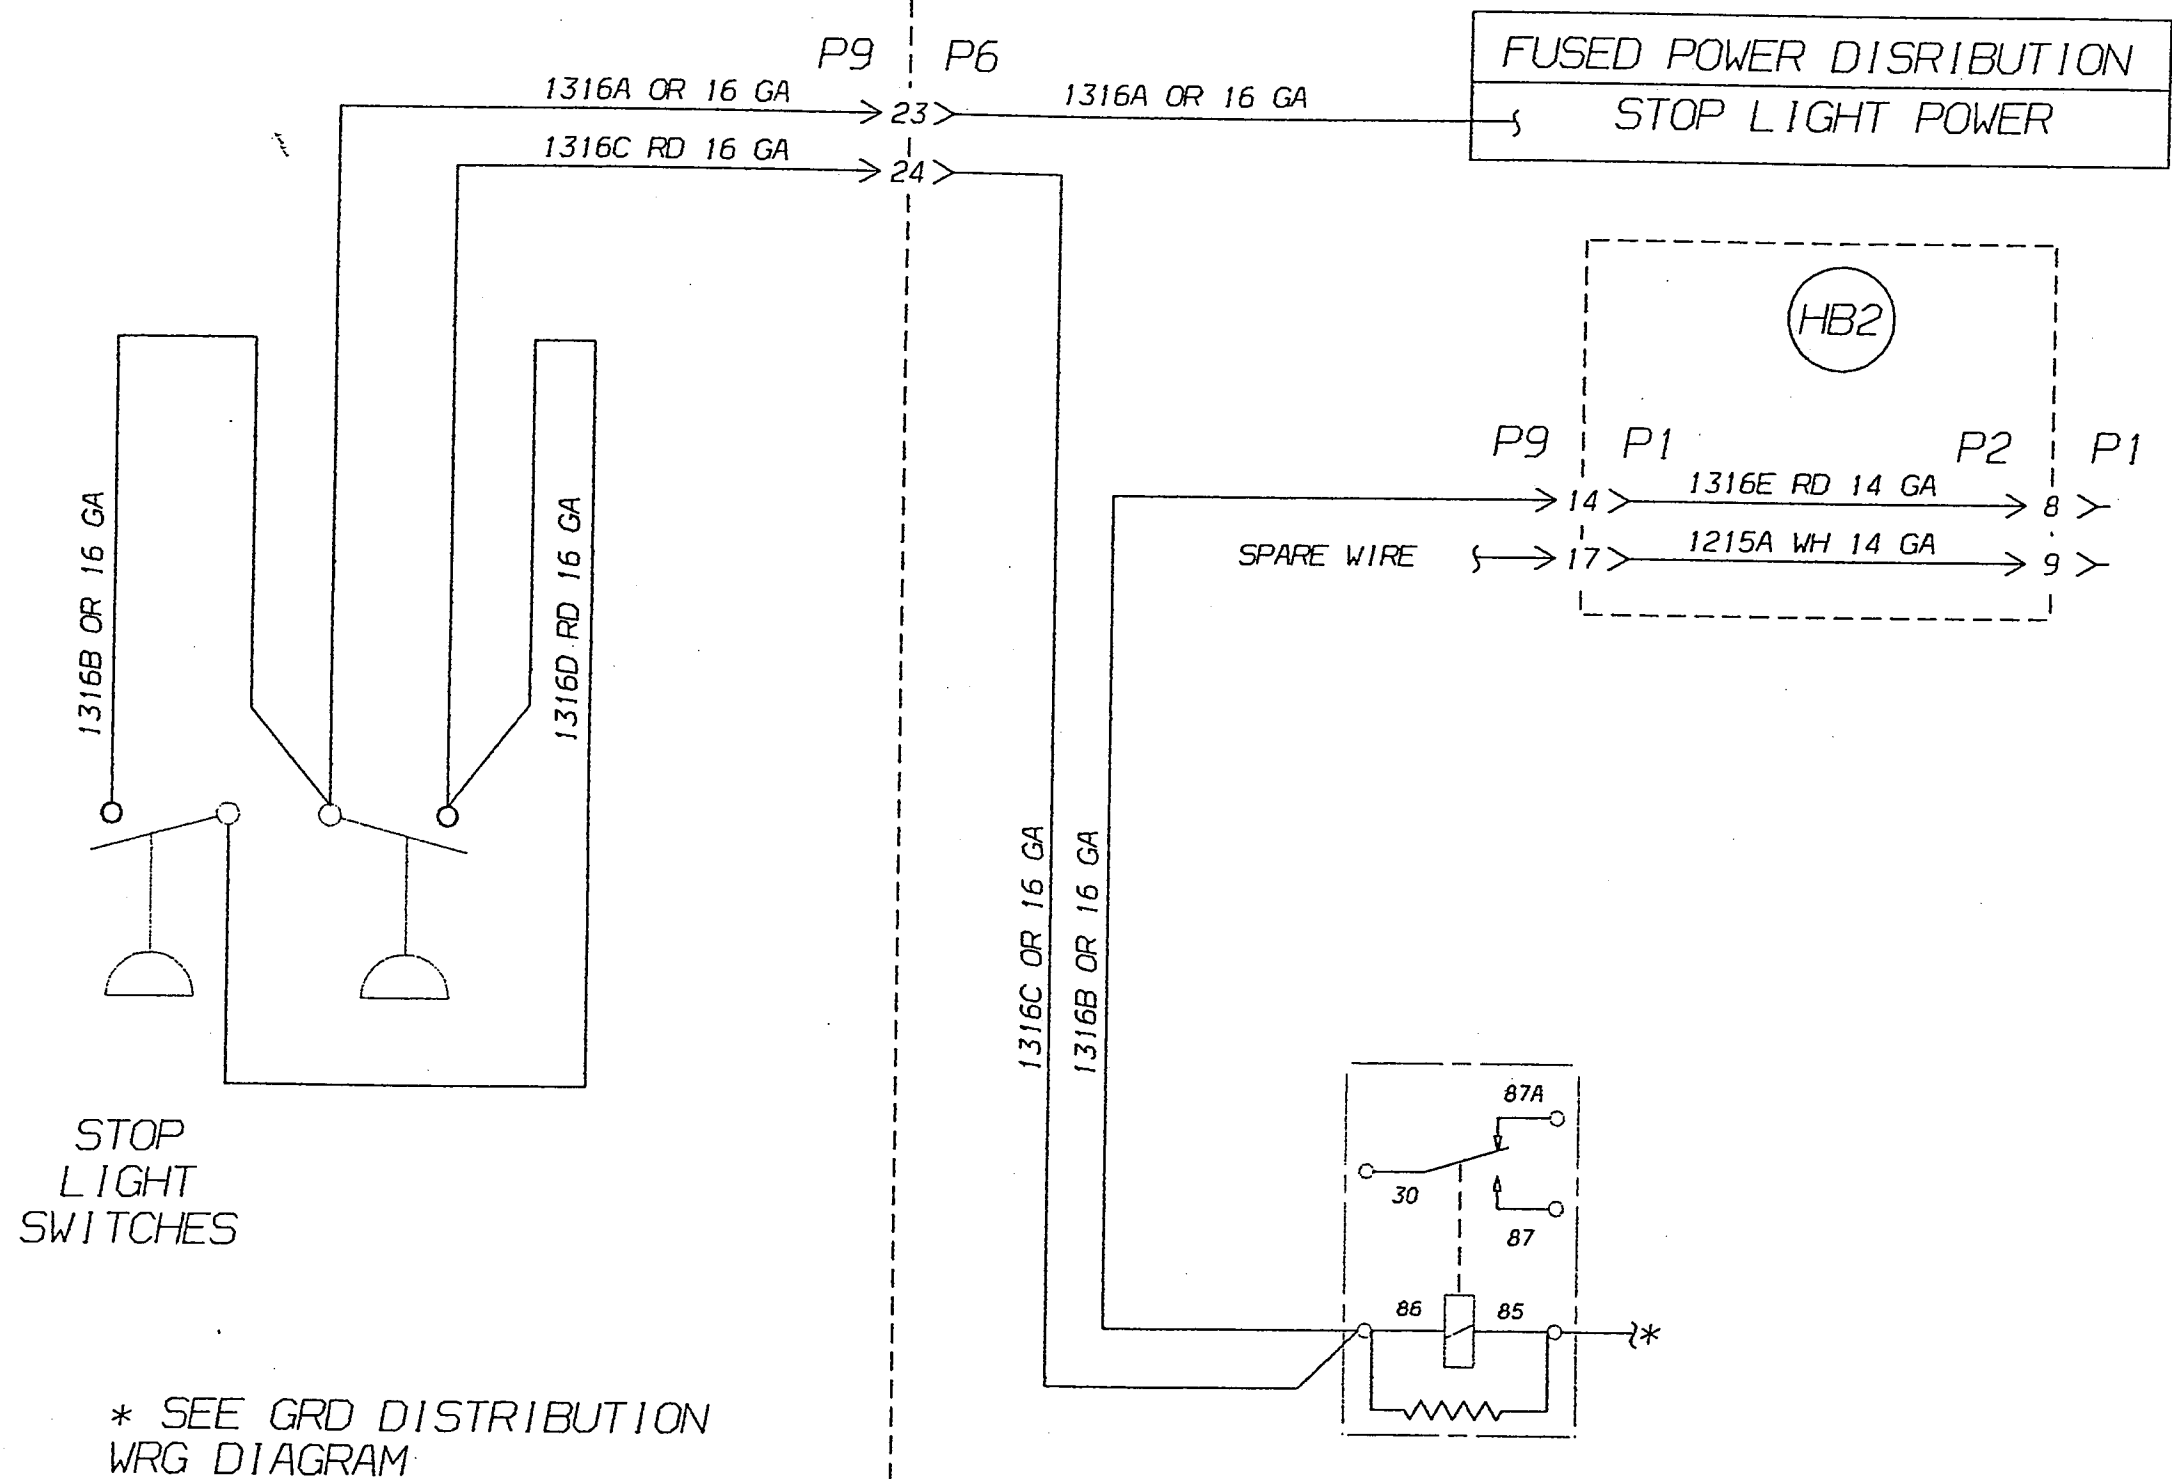 P9 P6
FUSED POWER DISRIBUTION
STOP LIGHT POWER
1316A OR 16 GA
23
1316A OR 16 GA
1316C RD 16 GA
24
HB2
P9 P1 P2 P1
14
1316E RD 14 GA
8
SPARE WIRE
17
1215A WH 14 GA
9
1316B OR 16 GA
1316D RD 16 GA
1316C OR 16 GA
1316B OR 16 GA
87A
30
87
86
85
*
STOP
LIGHT
SWITCHES
* SEE GRD DISTRIBUTION
WRG DIAGRAM